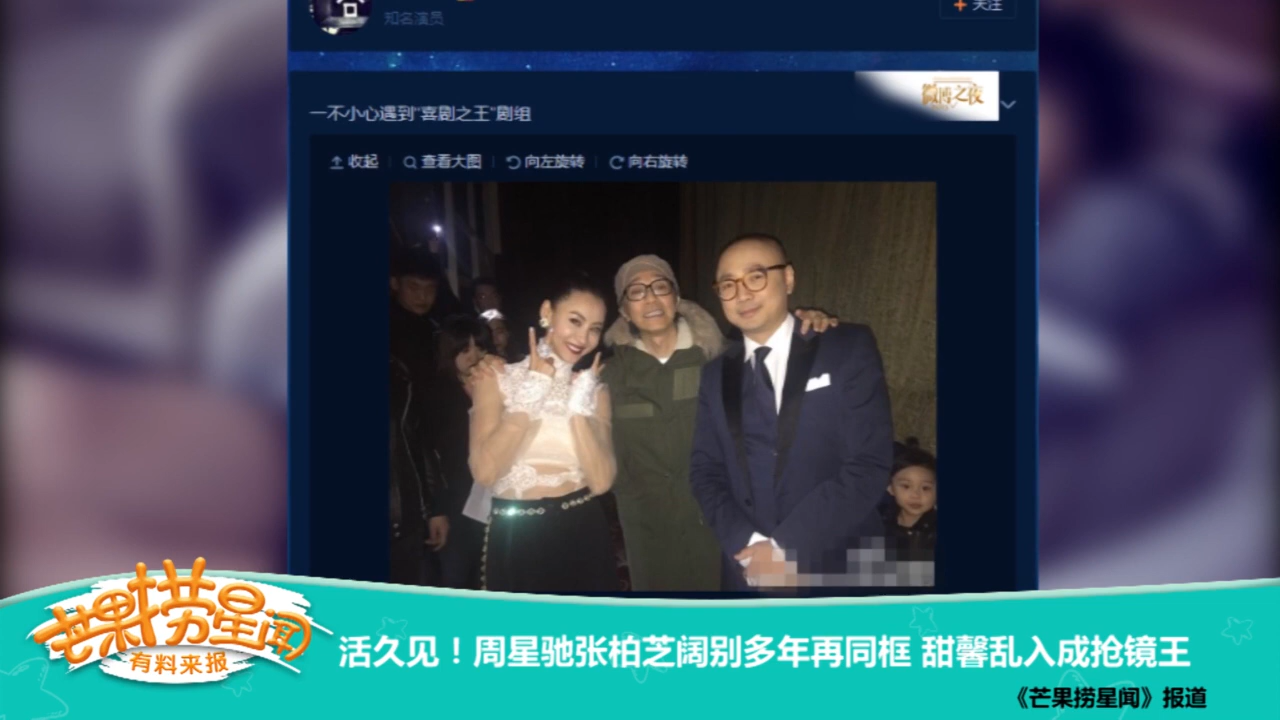 知名演员
+ 关注
微博之夜
一不小心遇到“喜剧之王”剧组
收起 查看大图 向左旋转 向右旋转
芒果捞星闻
有料来报
活久见！周星驰张柏芝阔别多年再同框 甜馨乱入成抢镜王
《芒果捞星闻》报道